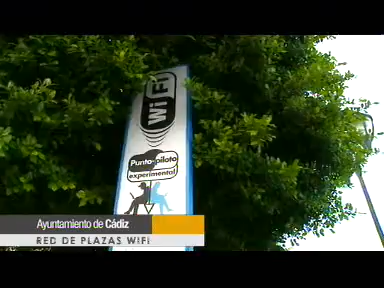 WiFi
Punto piloto
experimental
Ayuntamiento de Cádiz
RED DE PLAZAS WIFI